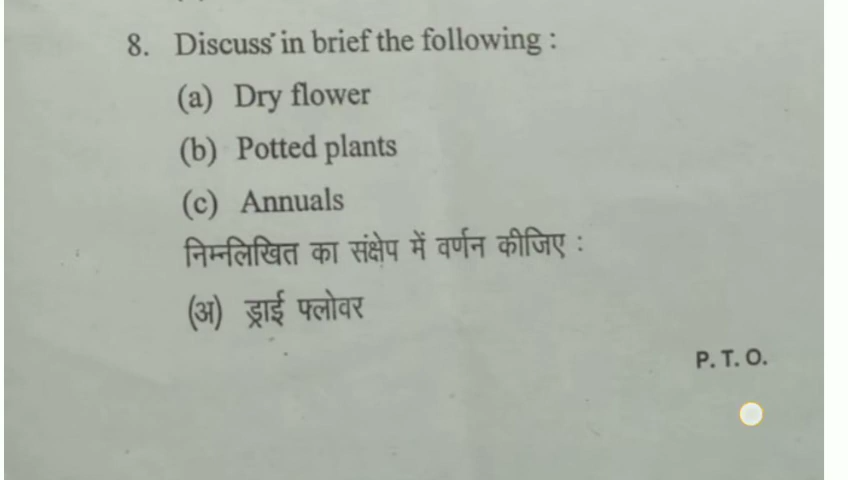 8. Discuss in brief the following :
(a) Dry flower
(b) Potted plants
(c) Annuals
निम्नलिखित का संक्षेप में वर्णन कीजिए :
(अ) ड्राई फ्लोवर
P. T. O.